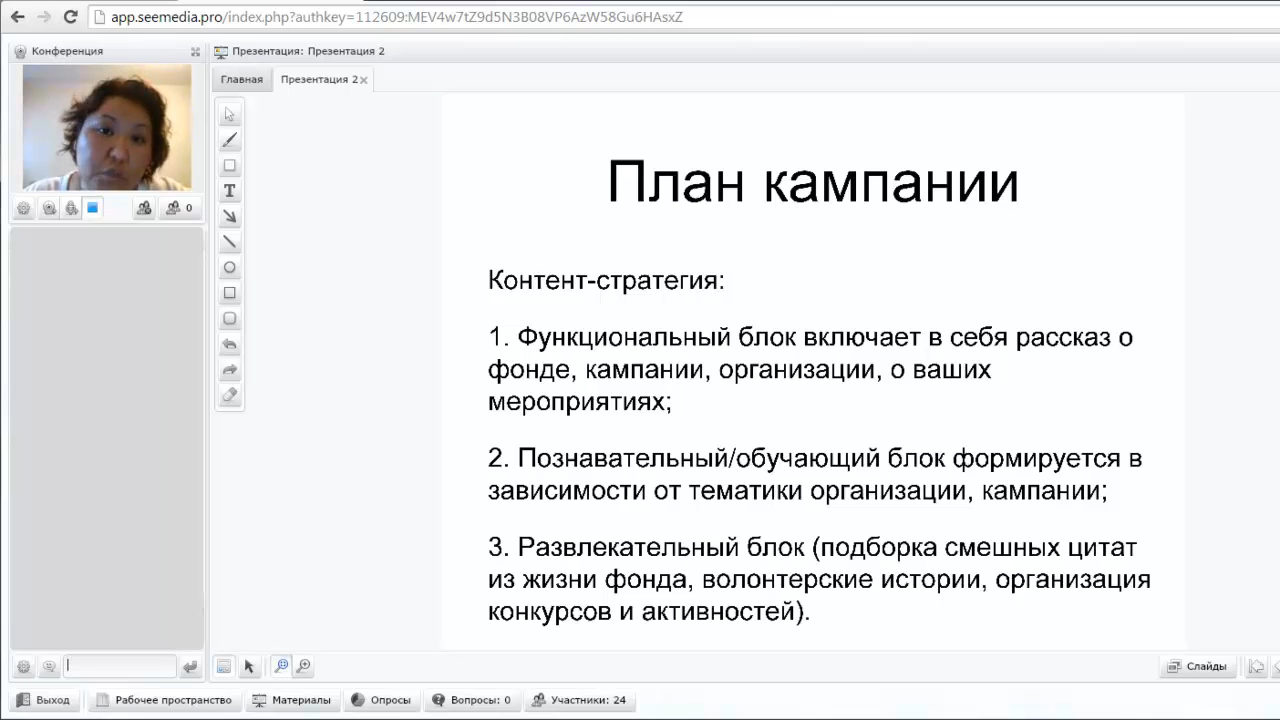 app.seemedia.pro/index.php?authkey=112609:MEV4w7tZ9d5N3B08VP6AzW58Gu6HAsxZ
Конференция
Презентация: Презентация 2
Главная
Презентация 2
T
0
План кампании
Контент-стратегия:
1. Функциональный блок включает в себя рассказ о
фонде, кампании, организации, о ваших
мероприятиях;
2. Познавательный/обучающий блок формируется в
зависимости от тематики организации, кампании;
3. Развлекательный блок (подборка смешных цитат
из жизни фонда, волонтерские истории, организация
конкурсов и активностей).
Слайды
Выход
Рабочее пространство
Материалы
Опросы
Вопросы: 0
Участники: 24